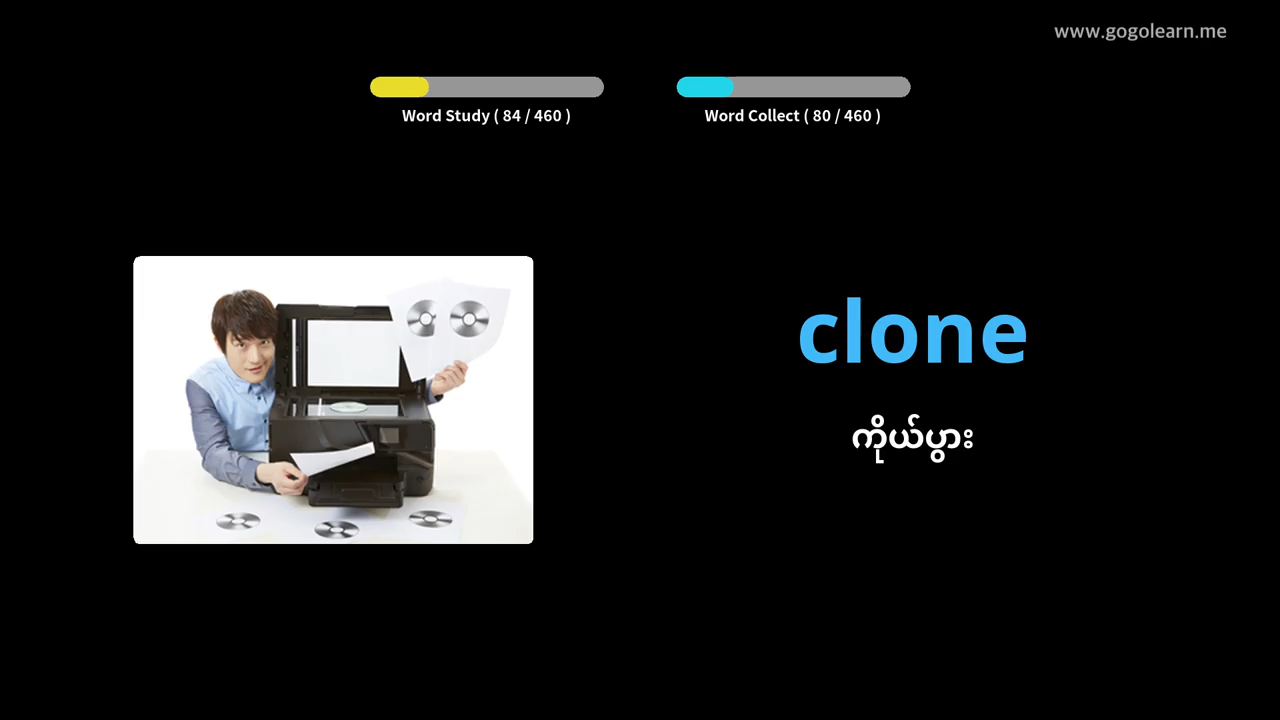 www.gogolearn.me
Word Study ( 84 / 460 )
Word Collect ( 80 / 460 )
clone
ကိုယ်ပွား